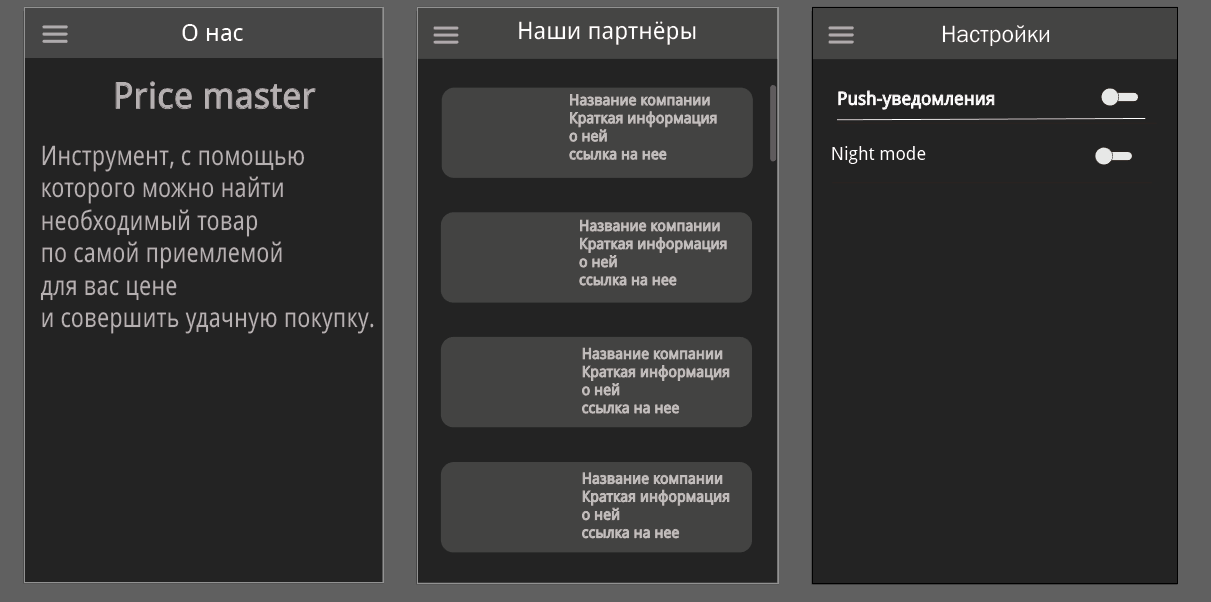 О нас
Price master
Инструмент, с помощью
которого можно найти
необходимый товар
по самой приемлемой
для вас цене
и совершить удачную покупку.
Наши партнёры
Название компании
Краткая информация
о ней
ссылка на нее
Название компании
Краткая информация
о ней
ссылка на нее
Название компании
Краткая информация
о ней
ссылка на нее
Название компании
Краткая информация
о ней
ссылка на нее
Настройки
Push-уведомления
Night mode